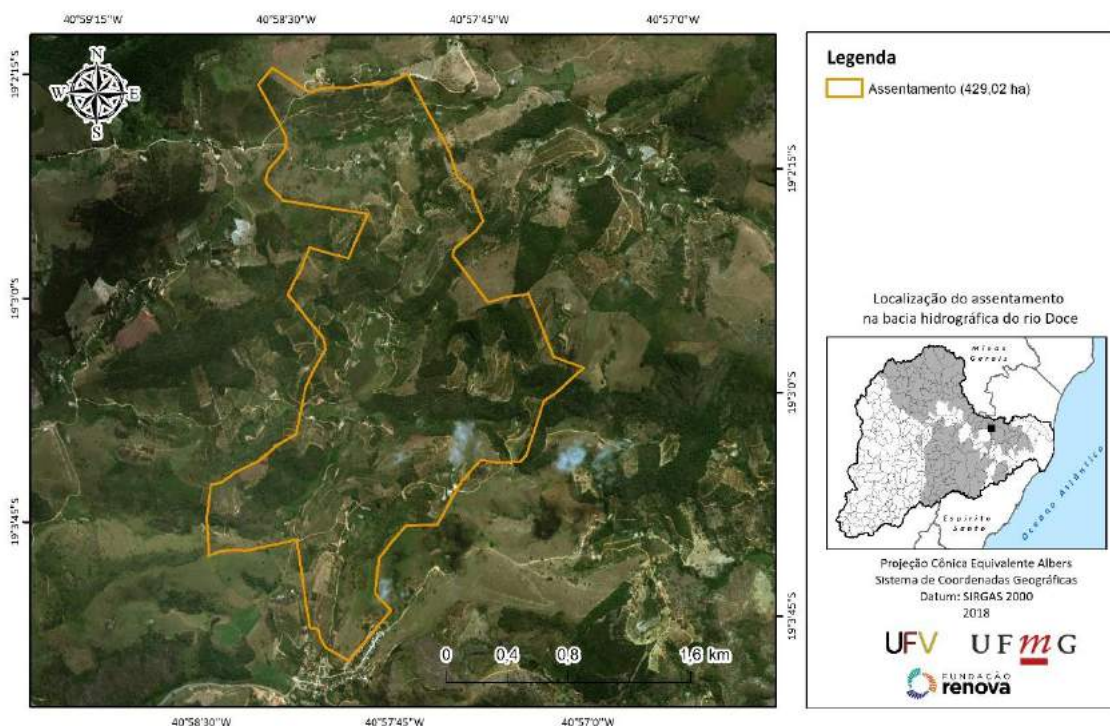 40°59'15"W
40°58'30"W
40°57'45"W
40°57'0"W
19°2'15"S
19°3'0"S
19°3'45"S
N
W
E
S
19°2'15"S
19°3'0"S
19°3'45"S
0
0,4
0,8
1,6 km
40°58'30"W
40°57'45"W
40°57'0"W
Legenda
Assentamento (429,02 ha)
Localização do assentamento
na bacia hidrográfica do rio Doce
Minas
Gerais
Espírito
Santo
Oceano Atlântico
Projeção Cônica Equivalente Albers
Sistema de Coordenadas Geográficas
Datum: SIRGAS 2000
2018
UFV
UFmG
FUNDAÇÃO
renova